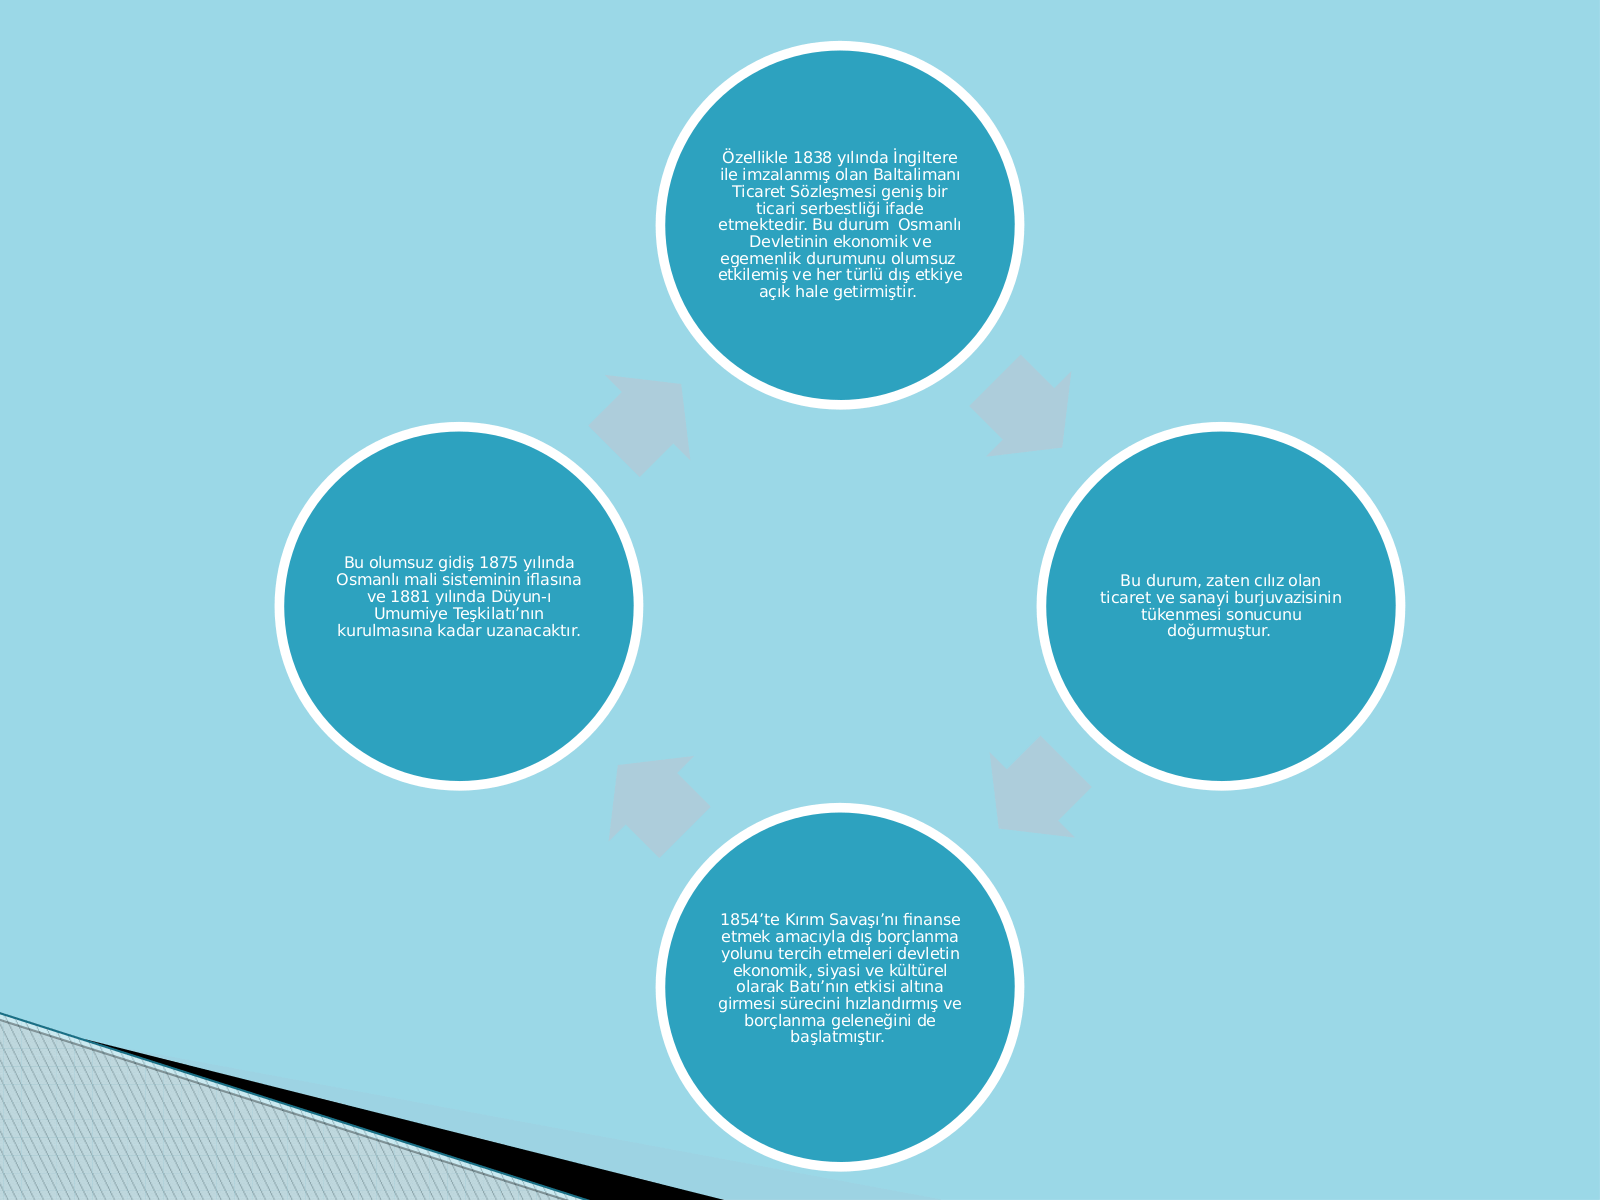 Özellikle 1838 yılında İngiltere
ile imzalanmış olan Baltalimanı
Ticaret Sözleşmesi geniş bir
ticari serbestliği ifade
etmektedir. Bu durum  Osmanlı
Devletinin ekonomik ve
egemenlik durumunu olumsuz
etkilemiş ve her türlü dış etkiye
açık hale getirmiştir.
Bu durum, zaten cılız olan
ticaret ve sanayi burjuvazisinin
tükenmesi sonucunu
doğurmuştur.
1854’te Kırım Savaşı’nı finanse
etmek amacıyla dış borçlanma
yolunu tercih etmeleri devletin
ekonomik, siyasi ve kültürel
olarak Batı’nın etkisi altına
girmesi sürecini hızlandırmış ve
borçlanma geleneğini de
başlatmıştır.
Bu olumsuz gidiş 1875 yılında
Osmanlı mali sisteminin iflasına
ve 1881 yılında Düyun-ı
Umumiye Teşkilatı’nın
kurulmasına kadar uzanacaktır.